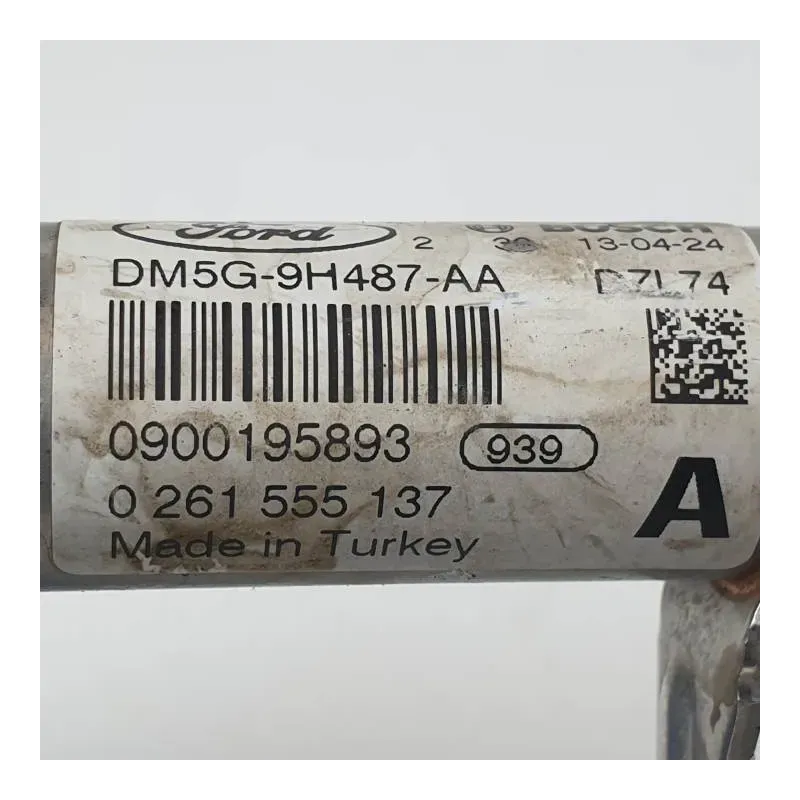 Ford BOSCH
2 13-04-24
DM5G-9H487-AA
0900195893 939
0 261 555 137 A
Made in Turkey